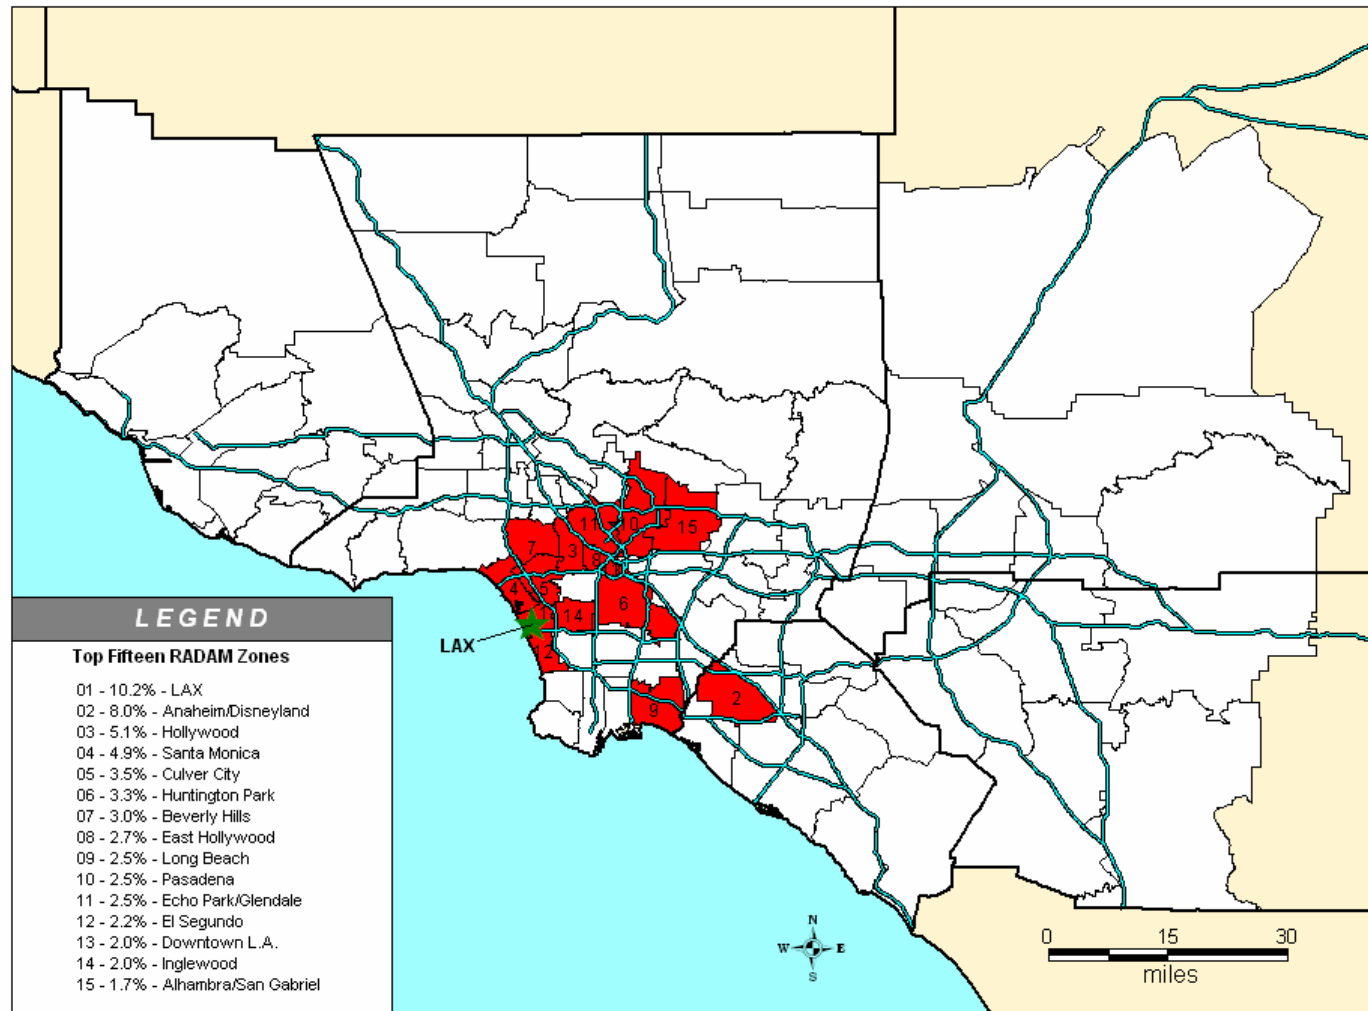 11
10
15
7
3
8
4
5
6
14
LAX
12
2
9
LEGEND
Top Fifteen RADAM Zones
01 - 10.2% - LAX
02 - 8.0% - Anaheim/Disneyland
03 - 5.1% - Hollywood
04 - 4.9% - Santa Monica
05 - 3.5% - Culver City
06 - 3.3% - Huntington Park
07 - 3.0% - Beverly Hills
08 - 2.7% - East Hollywood
09 - 2.5% - Long Beach
10 - 2.5% - Pasadena
11 - 2.5% - Echo Park/Glendale
12 - 2.2% - El Segundo
13 - 2.0% - Downtown L.A.
14 - 2.0% - Inglewood
15 - 1.7% - Alhambra/San Gabriel
N
W E
S
0 15 30
miles